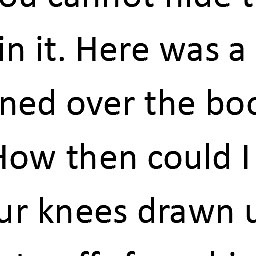 ou cannot hide t
in it. Here was a
ned over the boo
How then could I
ur knees drawn u